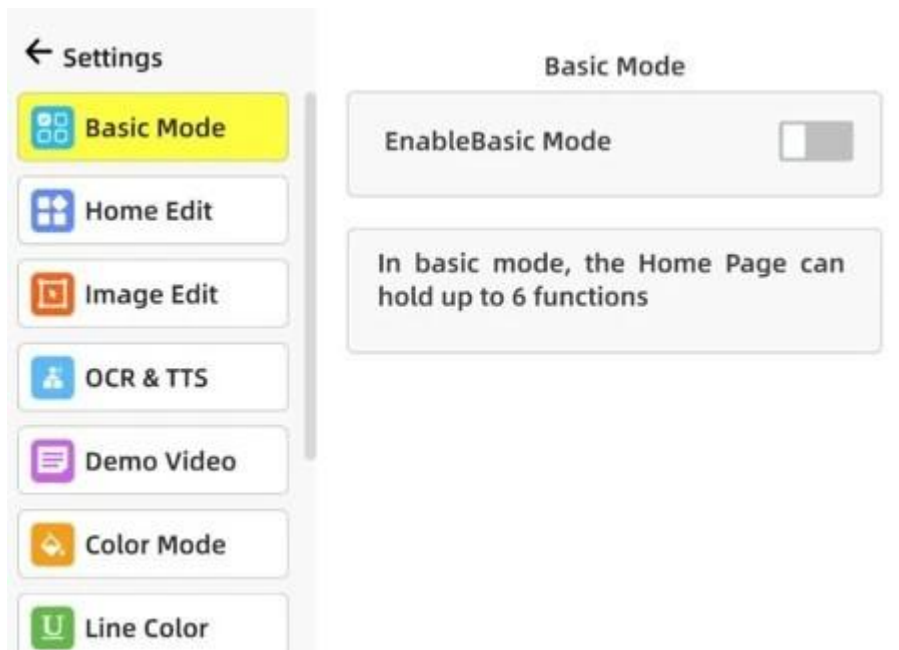 Settings
Basic Mode
Home Edit
Image Edit
OCR & TTS
Demo Video
Color Mode
U Line Color
Basic Mode
EnableBasic Mode
In basic mode, the Home Page can
hold up to 6 functions